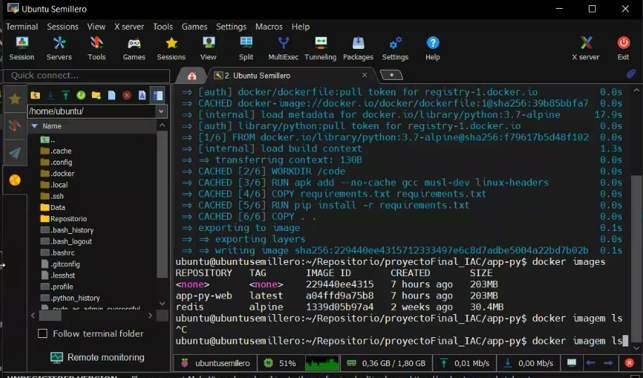 Ubuntu Semillero
Terminal Sessions View X server Tools Games Settings Macros Help
Session Servers Tools Games Sessions View Split MultiExec Tunneling Packages Settings Help X server Exit
Quick connect...
2. Ubuntu Semillero
/home/ubuntu/
Name
..
.cache
.config
.docker
.local
.ssh
Data
Repositorio
.bash_history
.bash_logout
.bashrc
.gitconfig
.lesshst
.profile
.python_history
.sudo_as_admin_successful
Follow terminal folder
Remote monitoring
⇒ [auth] docker/dockerfile:pull token for registry-1.docker.io 0.0s
⇒ CACHED docker-image://docker.io/docker/dockerfile:1@sha256:39b85bbfa7 0.0s
⇒ [internal] load metadata for docker.io/library/python:3.7-alpine 17.9s
⇒ [auth] library/python:pull token for registry-1.docker.io 0.0s
⇒ [1/6] FROM docker.io/library/python:3.7-alpine@sha256:f79617b5d48f102 0.0s
⇒ [internal] load build context 1.3s
⇒ ⇒ transferring context: 130B 0.0s
⇒ CACHED [2/6] WORKDIR /code 0.0s
⇒ CACHED [3/6] RUN apk add --no-cache gcc musl-dev linux-headers 0.0s
⇒ CACHED [4/6] COPY requirements.txt requirements.txt 0.0s
⇒ CACHED [5/6] RUN pip install -r requirements.txt 0.0s
⇒ CACHED [6/6] COPY . . 0.0s
⇒ exporting to image 0.1s
⇒ ⇒ exporting layers 0.0s
⇒ ⇒ writing image sha256:229440ee4315712333497e6c8d7adbe5004a22bd7b02b 0.1s
ubuntu@ubuntusemillero:~/Repositorio/proyectoFinal_IAC/app-py$ docker images
REPOSITORY TAG IMAGE ID CREATED SIZE
<none> <none> 229440ee4315 7 hours ago 203MB
app-py-web latest a04ffd9a75b8 7 hours ago 203MB
redis alpine 1339d05b97a4 2 weeks ago 30.4MB
ubuntu@ubuntusemillero:~/Repositorio/proyectoFinal_IAC/app-py$ docker imagem ls
^C
ubuntu@ubuntusemillero:~/Repositorio/proyectoFinal_IAC/app-py$ docker imagem ls
ubuntusemillero 51% 0,36 GB / 1,80 GB 0,01 Mb/s 0,00 Mb/s